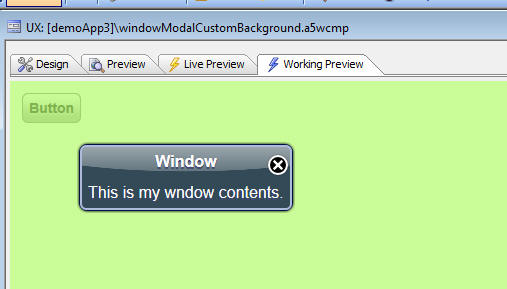 UX: [demoApp3]\windowModalCustomBackground.a5wcmp
Design Preview Live Preview Working Preview
Button
Window
This is my wndow contents.